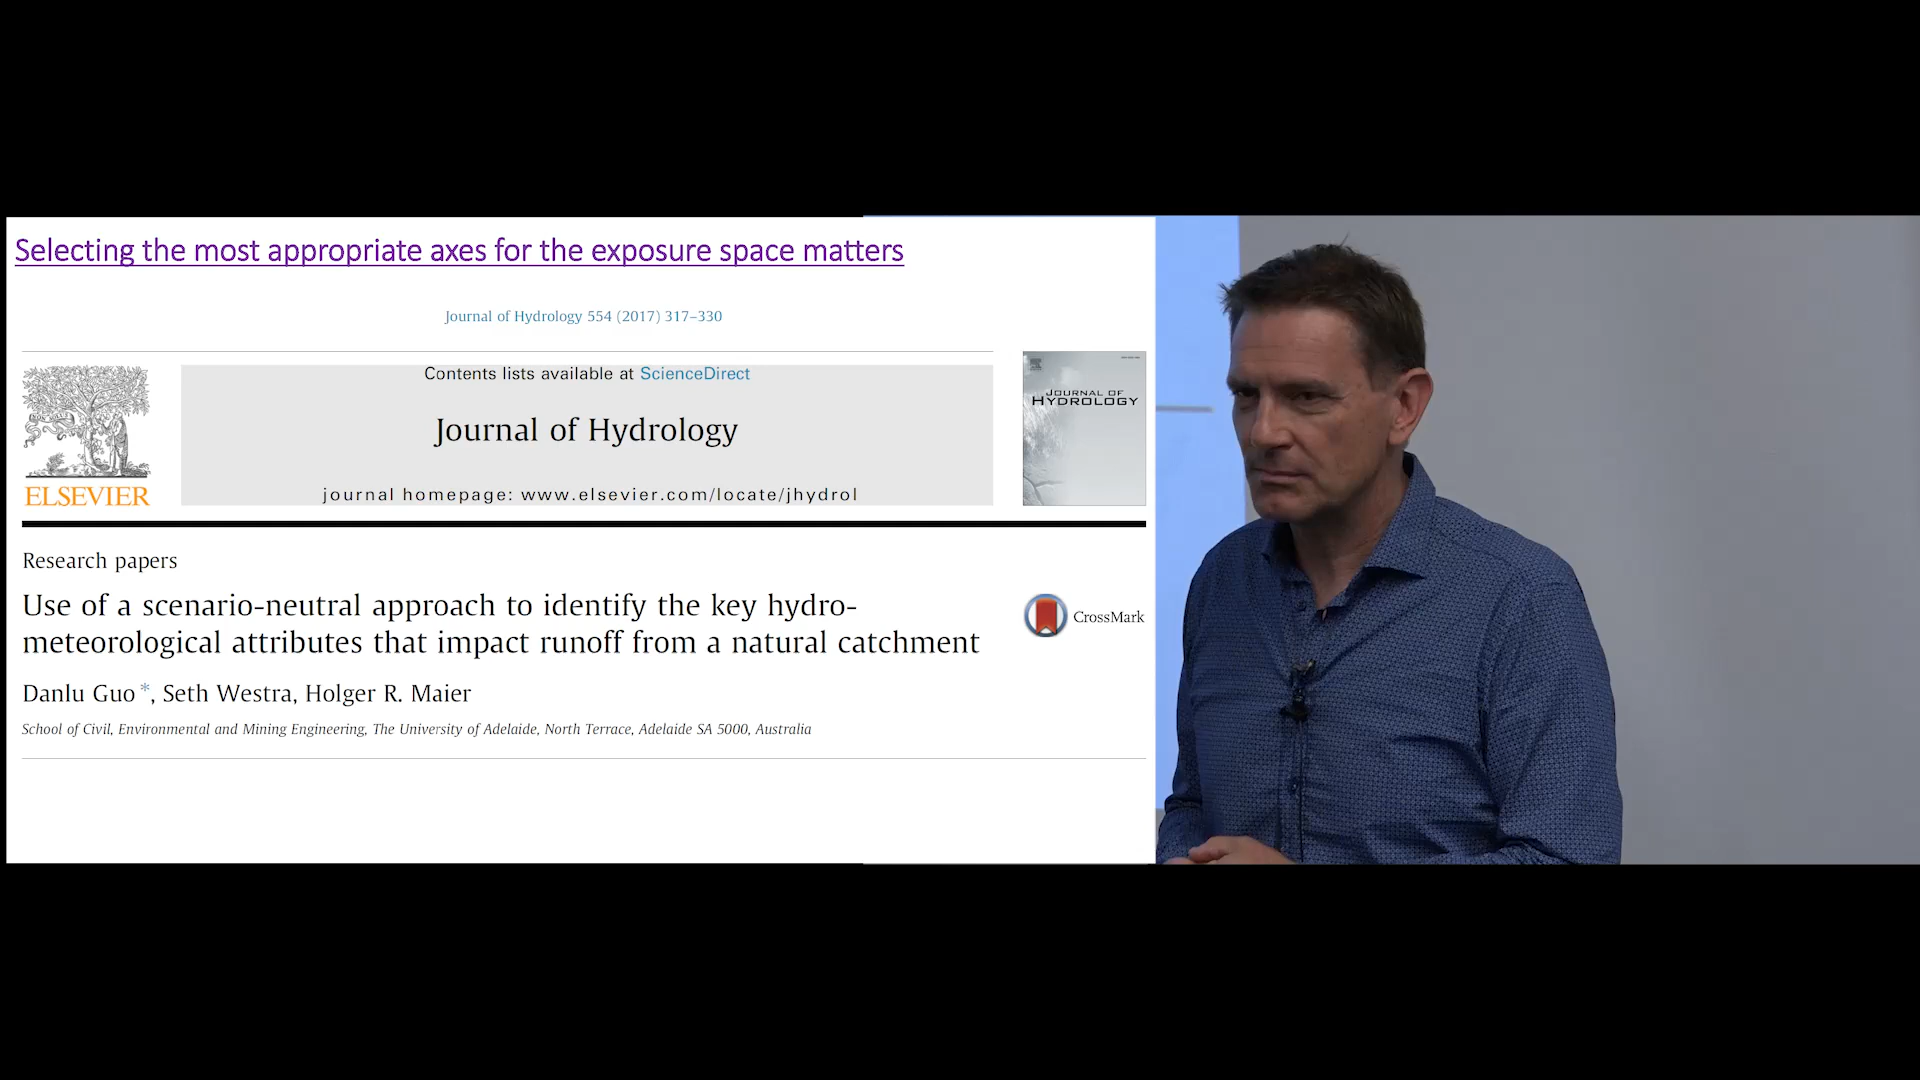 Selecting the most appropriate axes for the exposure space matters
Journal of Hydrology 554 (2017) 317–330
Contents lists available at ScienceDirect
Journal of Hydrology
journal homepage: www.elsevier.com/locate/jhydrol
ELSEVIER
JOURNAL OF
HYDROLOGY
Research papers
Use of a scenario-neutral approach to identify the key hydro-
meteorological attributes that impact runoff from a natural catchment
CrossMark
Danlu Guo *, Seth Westra, Holger R. Maier
School of Civil, Environmental and Mining Engineering, The University of Adelaide, North Terrace, Adelaide SA 5000, Australia